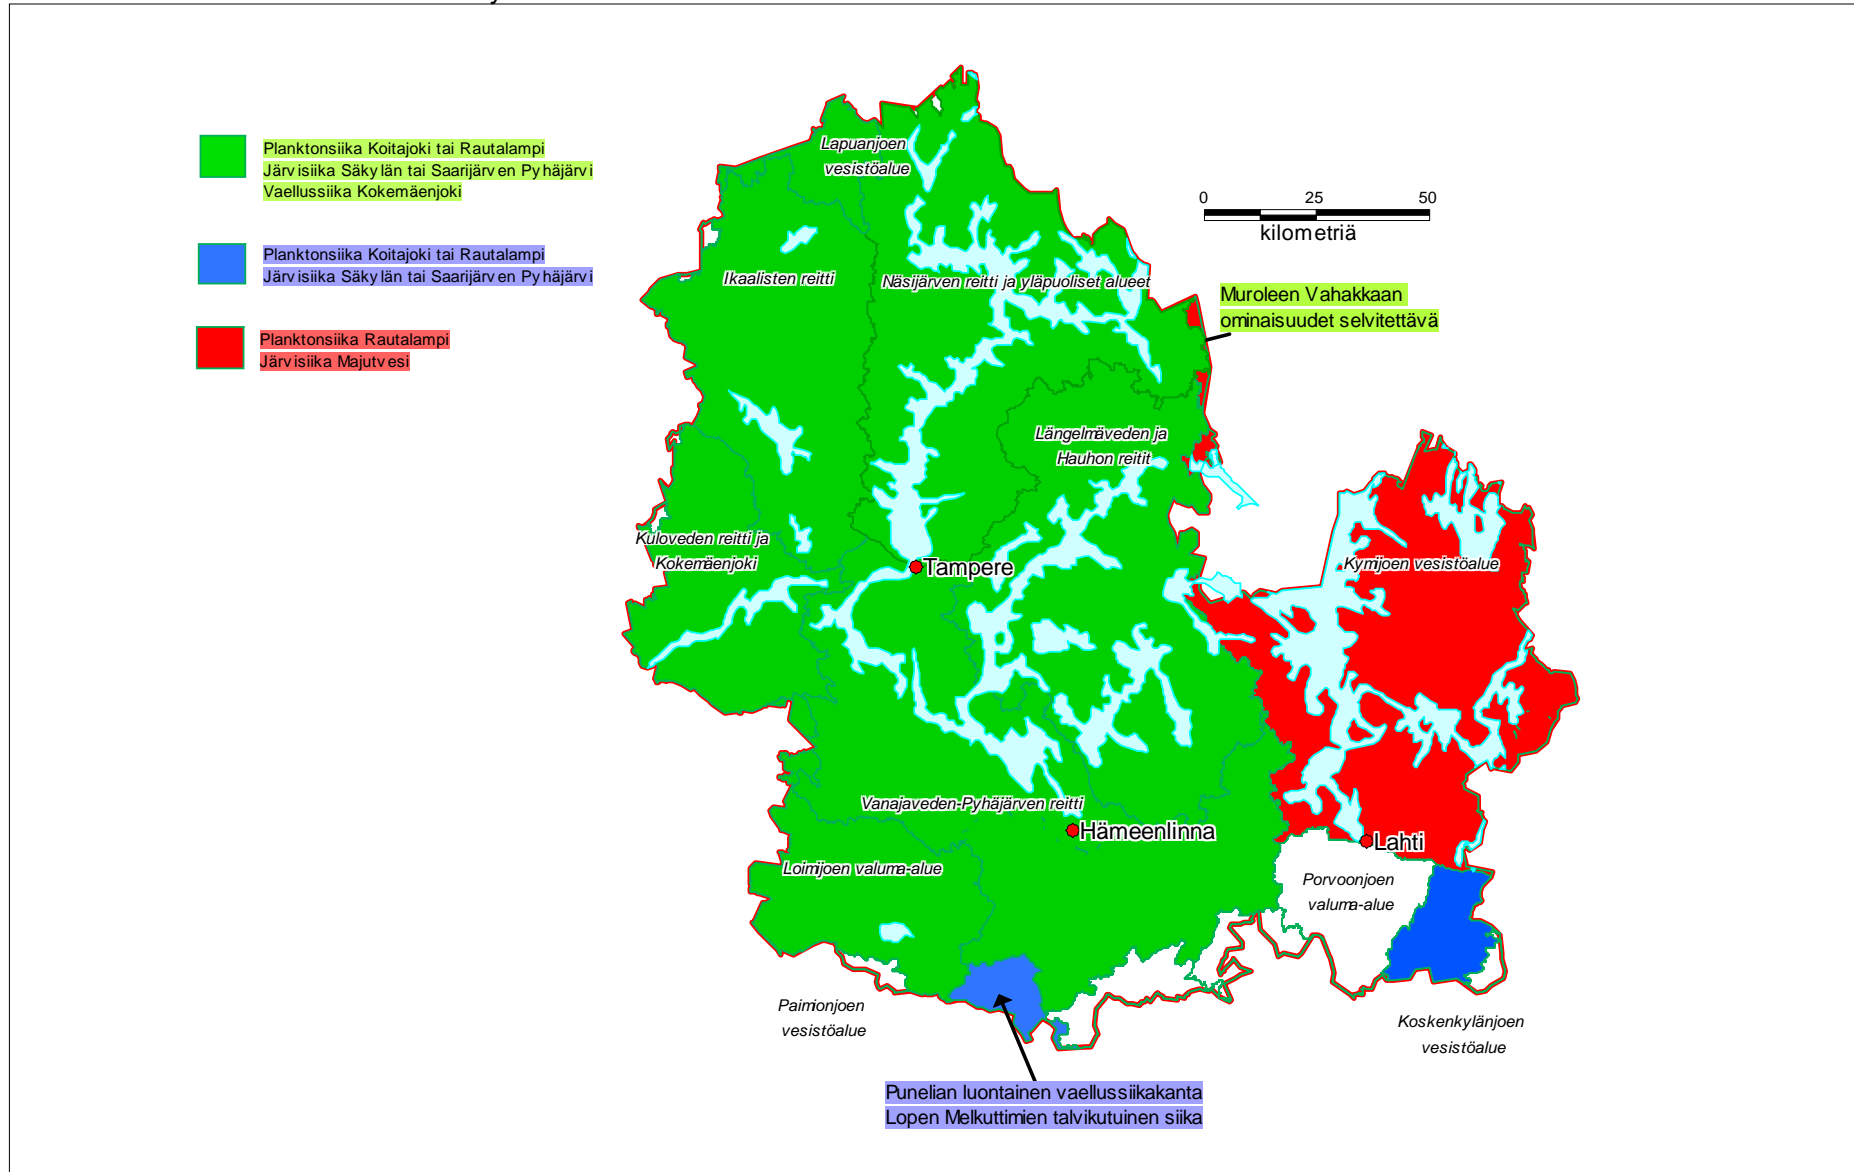 Planktonsiika Koitajoki tai Rautalampi
Järvisiika Säkylän tai Saarijärven Pyhäjärvi
Vaellussiika Kokemäenjoki
Planktonsiika Koitajoki tai Rautalampi
Järvisiika Säkylän tai Saarijärven Pyhäjärvi
Planktonsiika Rautalampi
Järvisiika Majutvesi
Lapuanjoen
vesistöalue
0 25 50
kilometriä
Ikaalisten reitti
Näsijärven reitti ja yläpuoliset alueet
Muroleen Vahakkaan
ominaisuudet selvitettävä
Längelmäveden ja
Hauhon reitit
Kuloveden reitti ja
Kokemäenjoki
Tampere
Kymijoen vesistöalue
Vanajaveden-Pyhäjärven reitti
Hämeenlinna
Lahti
Loimijoen valuma-alue
Porvoonjoen
valuma-alue
Paimionjoen
vesistöalue
Koskenkylänjoen
vesistöalue
Punelian luontainen vaellussiikakanta
Lopen Melkuttimien talvikutuinen siika